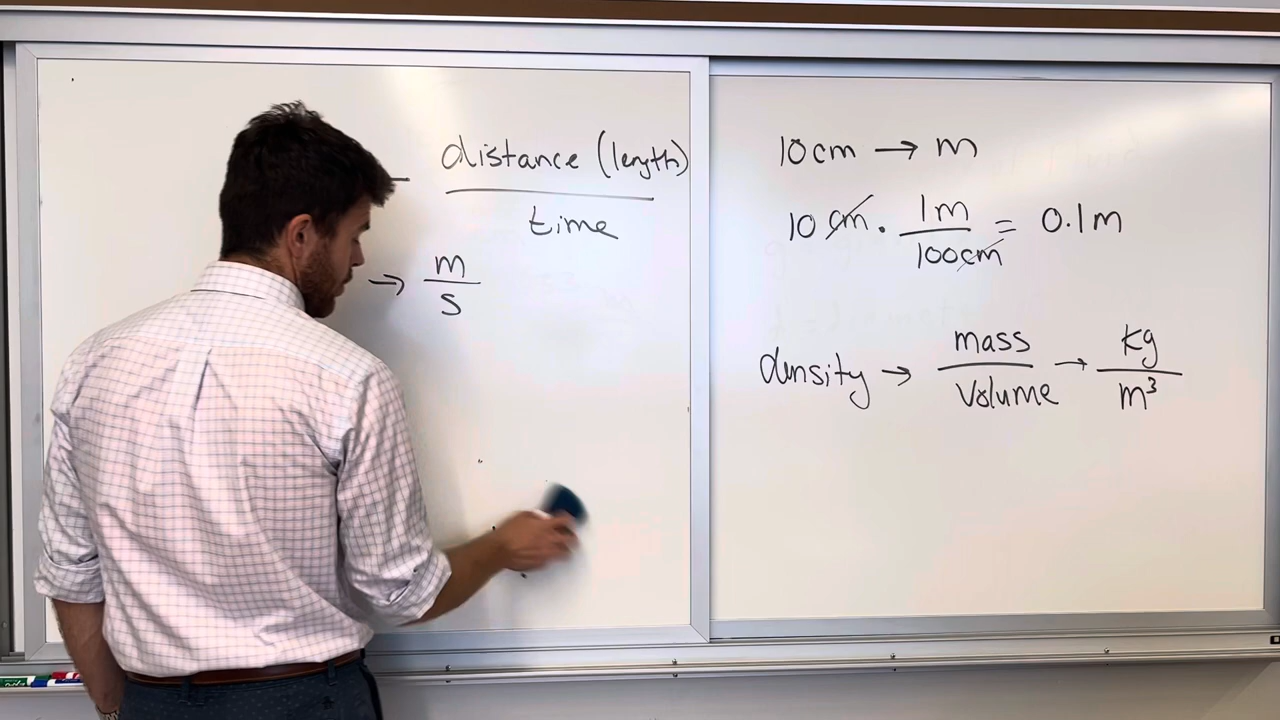 distance (length)
time
→ m
s
10cm → m
10 cm · 1m = 0.1m
100cm
density → mass → kg
volume m³